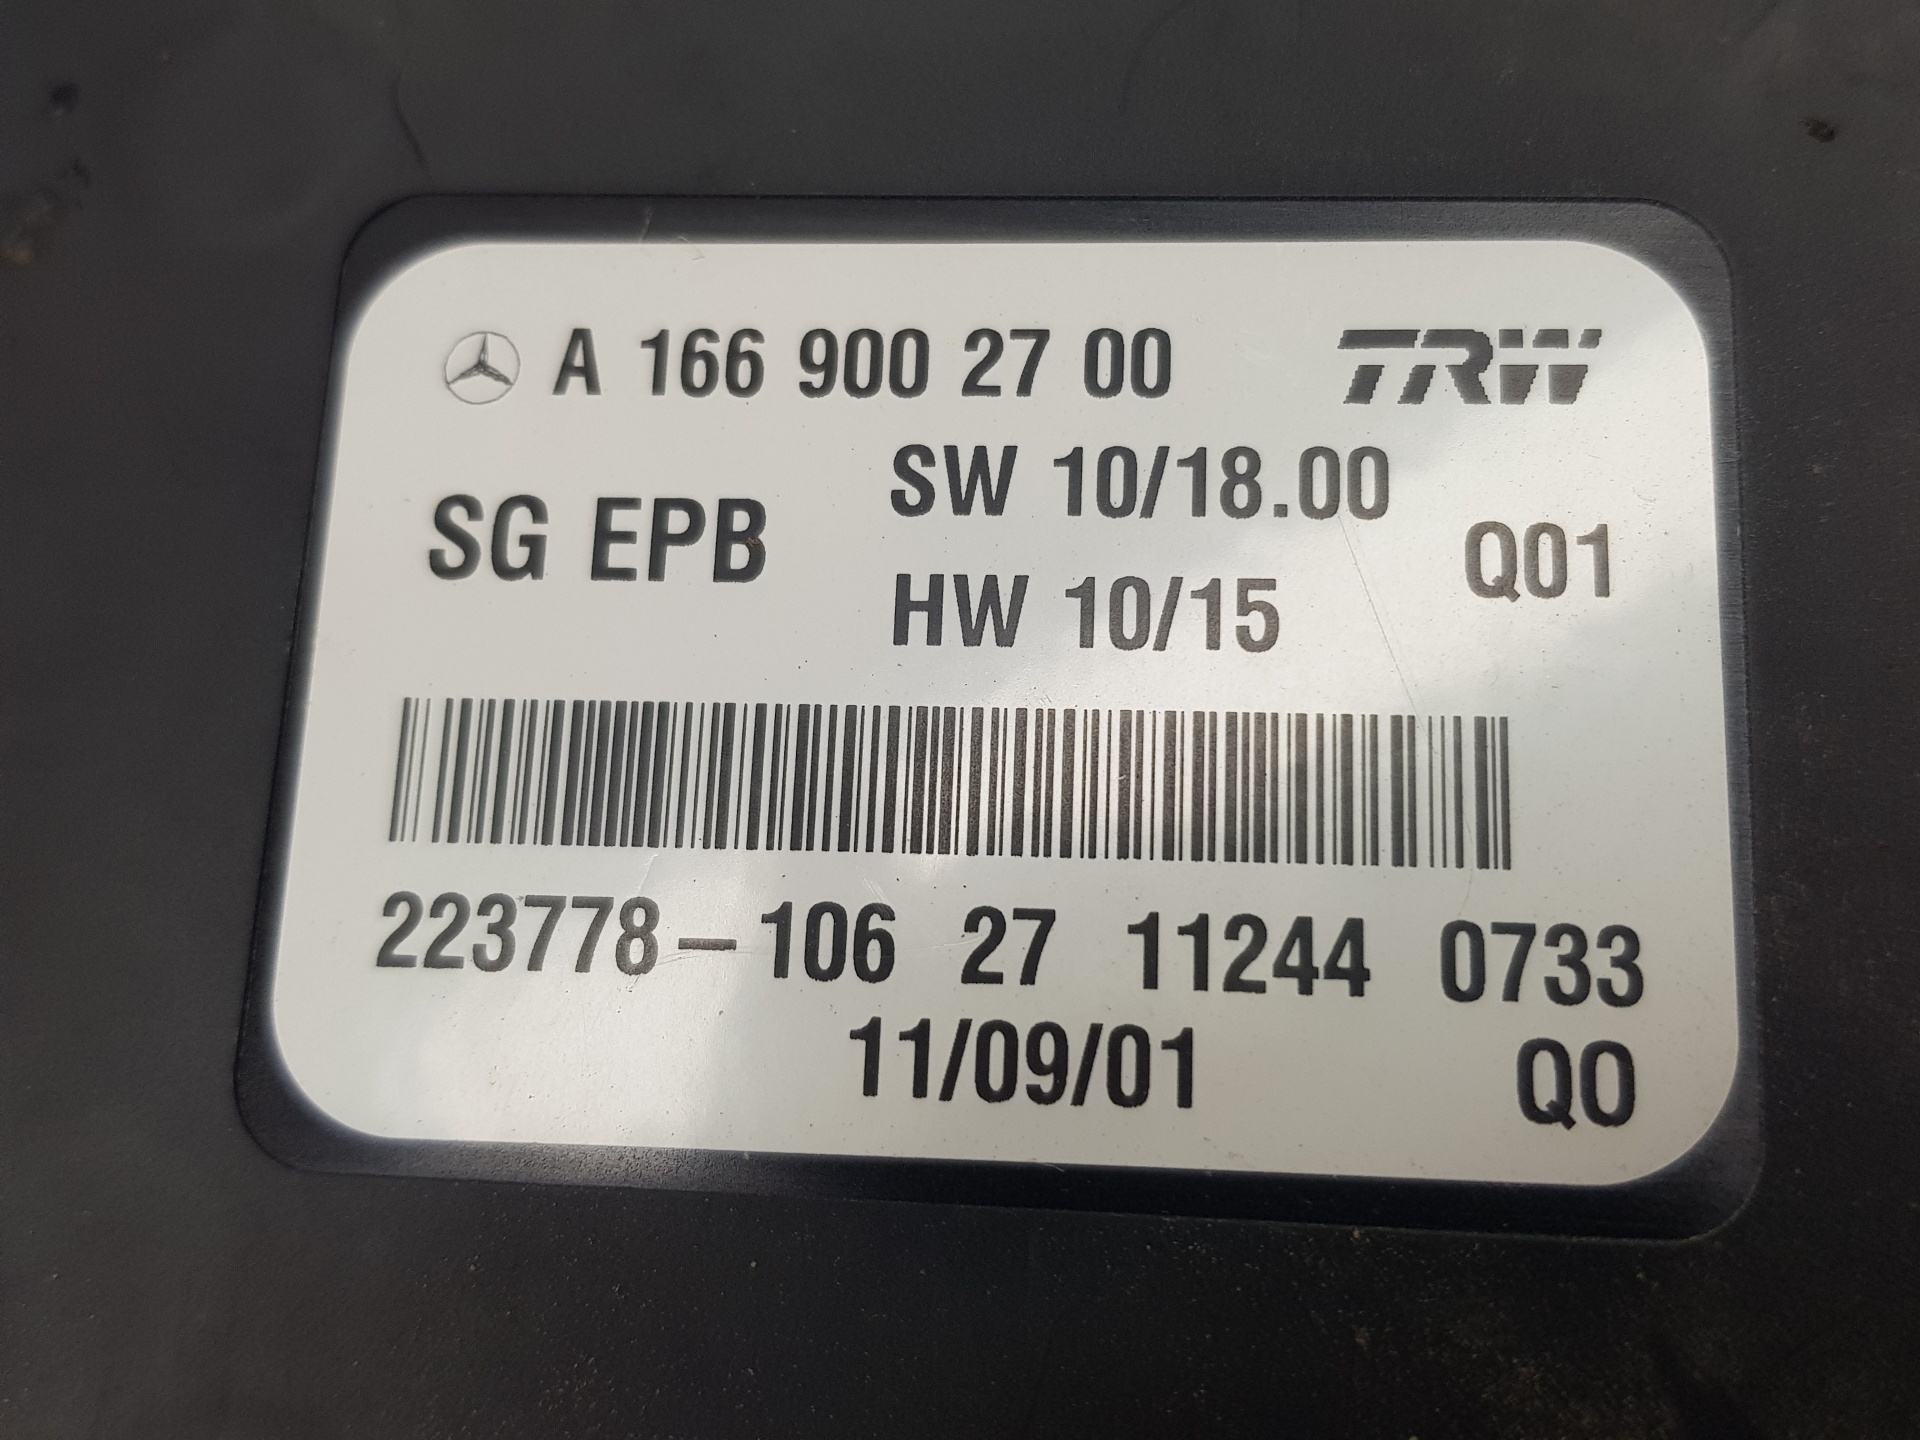 A 166 900 27 00 TRW
SG EPB SW 10/18.00 Q01
HW 10/15
223778-106 27 11244 0733
11/09/01 Q0